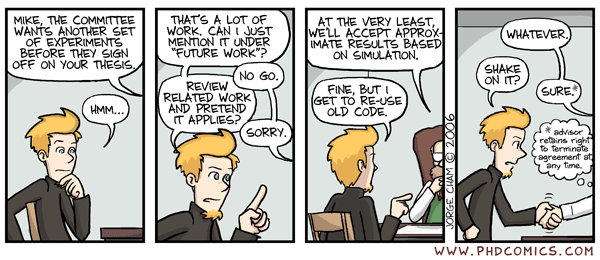 MIKE, THE COMMITTEE
WANTS ANOTHER SET
OF EXPERIMENTS
BEFORE THEY SIGN
OFF ON YOUR THESIS.
HMM...
THAT'S A LOT OF
WORK. CAN I JUST
MENTION IT UNDER
"FUTURE WORK"?
NO GO.
REVIEW
RELATED WORK
AND PRETEND
IT APPLIES?
SORRY.
AT THE VERY LEAST,
WE'LL ACCEPT APPROX-
IMATE RESULTS BASED
ON SIMULATION.
FINE, BUT I
GET TO RE-USE
OLD CODE.
JORGE CHAM © 2006
WHATEVER.
SHAKE
ON IT?
SURE.*
* advisor
retains right
to terminate
agreement at
any time.
WWW.PHDCOMICS.COM